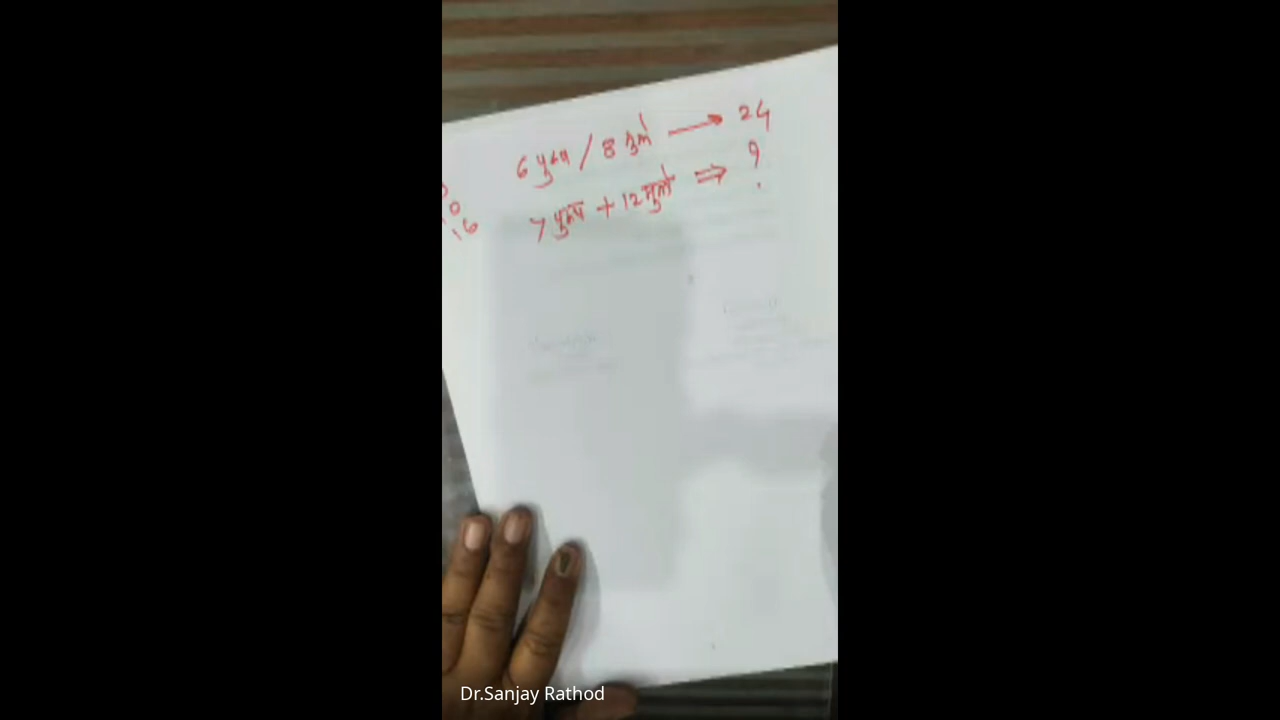 6 पुरुष / 8 मुले → 24
7 पुरुष + 12 मुले ⇒ ?
Dr.Sanjay Rathod